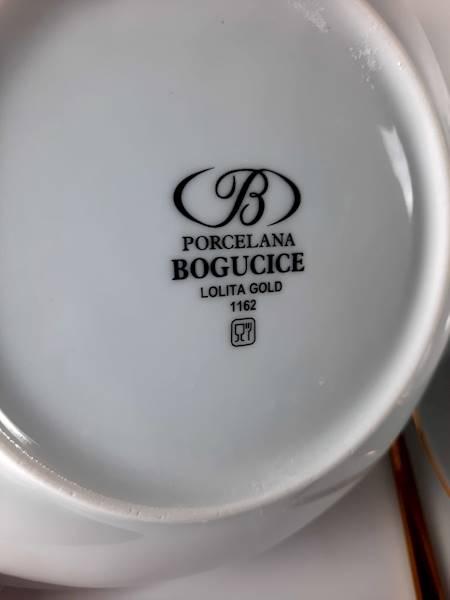 B
PORCELANA
BOGUCICE
LOLITA GOLD
1162